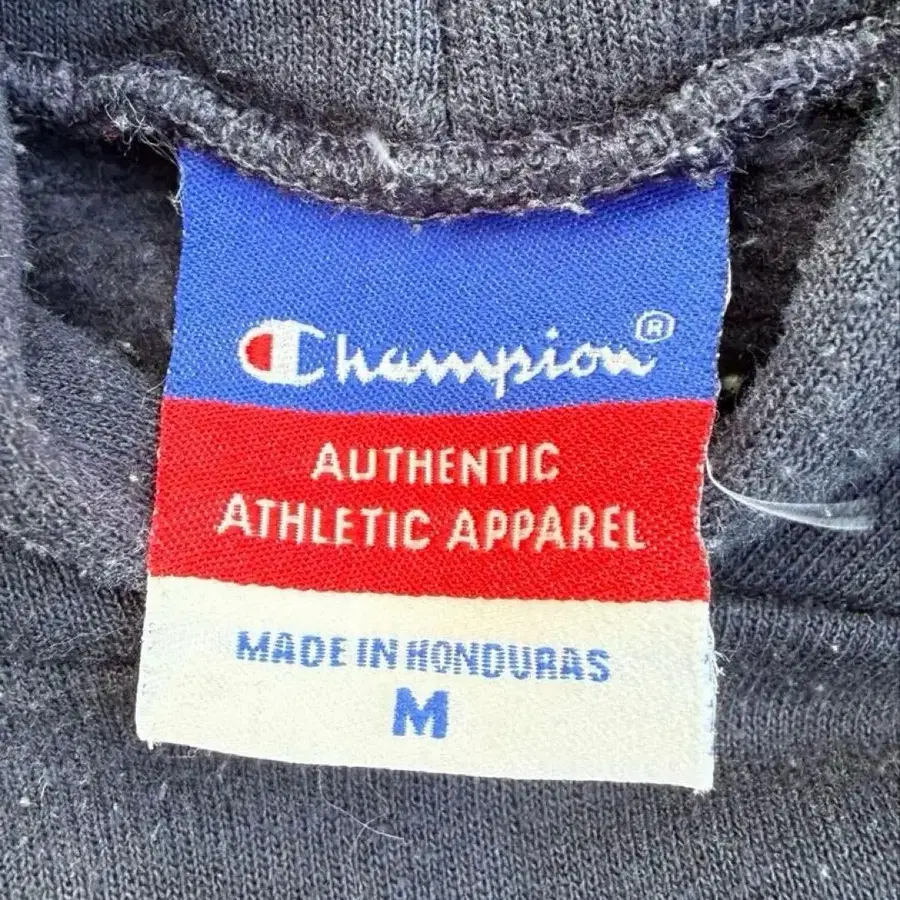 Champion®
AUTHENTIC
ATHLETIC APPAREL
MADE IN HONDURAS
M